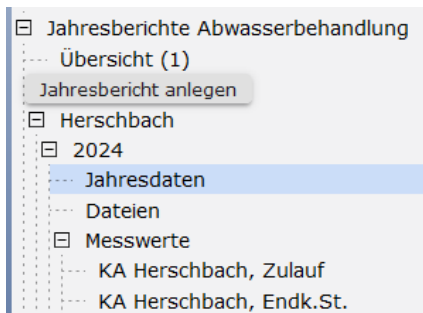 Jahresberichte Abwasserbehandlung
Übersicht (1)
Jahresbericht anlegen
Herschbach
2024
Jahresdaten
Dateien
Messwerte
KA Herschbach, Zulauf
KA Herschbach, Endk.St.